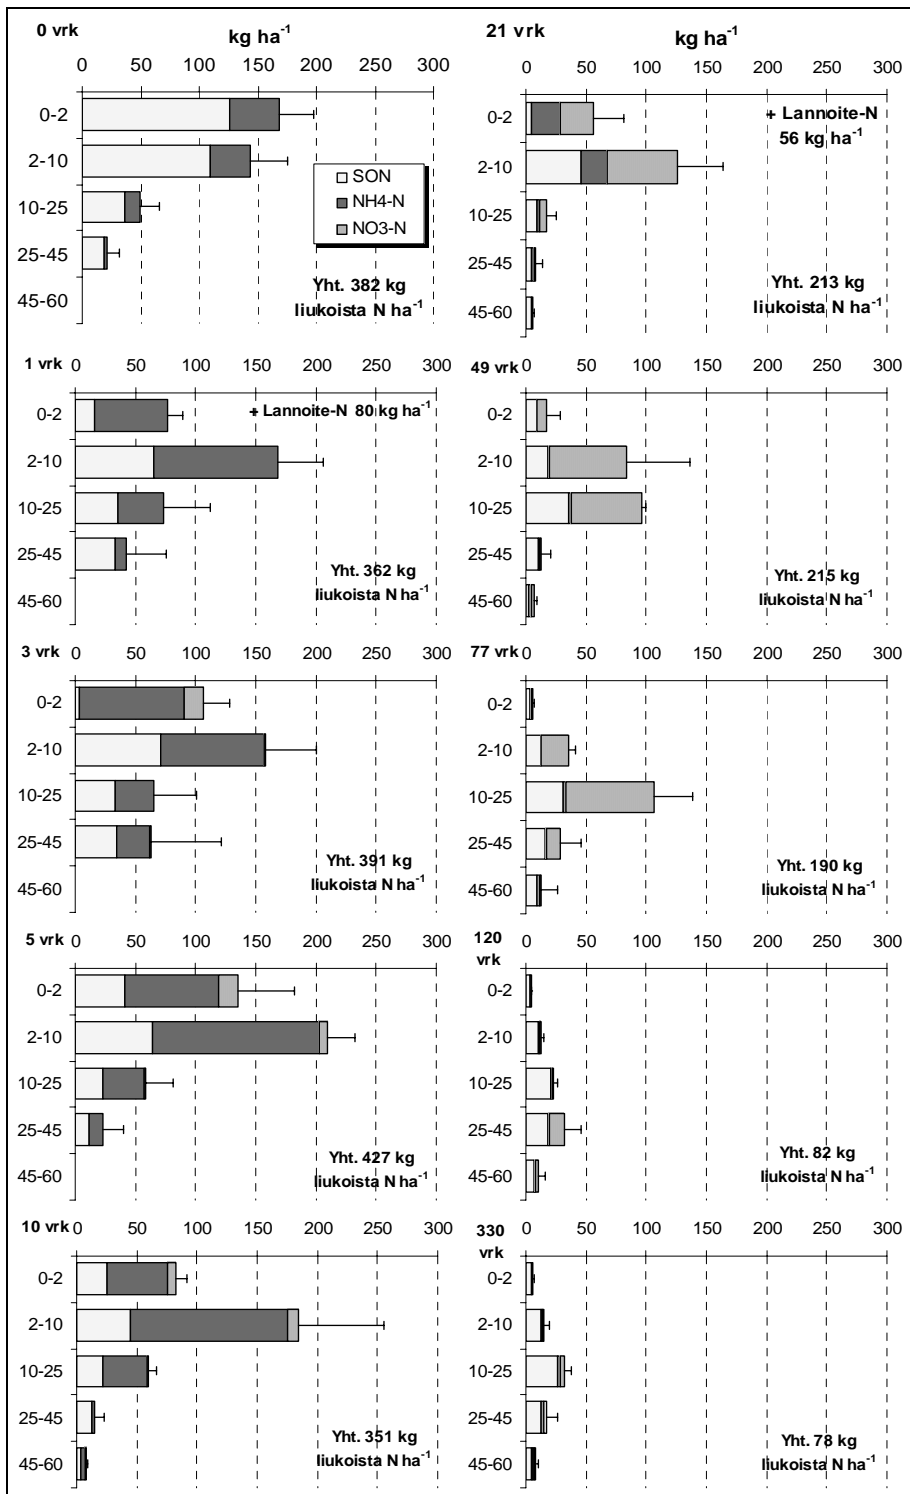 0 vrk
kg ha-1
0 50 100 150 200 250 300
0-2
2-10
10-25
25-45
45-60
SON
NH4-N
NO3-N
Yht. 382 kg
liukoista N ha-1
1 vrk
0 50 100 150 200 250 300
0-2
2-10
10-25
25-45
45-60
+ Lannoite-N 80 kg ha-1
Yht. 362 kg
liukoista N ha-1
3 vrk
0 50 100 150 200 250 300
0-2
2-10
10-25
25-45
45-60
Yht. 391 kg
liukoista N ha-1
5 vrk
0 50 100 150 200 250 300
0-2
2-10
10-25
25-45
45-60
Yht. 427 kg
liukoista N ha-1
10 vrk
0 50 100 150 200 250 300
0-2
2-10
10-25
25-45
45-60
Yht. 351 kg
liukoista N ha-1
21 vrk
kg ha-1
0 50 100 150 200 250 300
0-2
2-10
10-25
25-45
45-60
+ Lannoite-N
56 kg ha-1
Yht. 213 kg
liukoista N ha-1
49 vrk
0 50 100 150 200 250 300
0-2
2-10
10-25
25-45
45-60
Yht. 215 kg
liukoista N ha-1
77 vrk
0 50 100 150 200 250 300
0-2
2-10
10-25
25-45
45-60
Yht. 190 kg
liukoista N ha-1
120
vrk
0 50 100 150 200 250 300
0-2
2-10
10-25
25-45
45-60
Yht. 82 kg
liukoista N ha-1
330
vrk
0 50 100 150 200 250 300
0-2
2-10
10-25
25-45
45-60
Yht. 78 kg
liukoista N ha-1